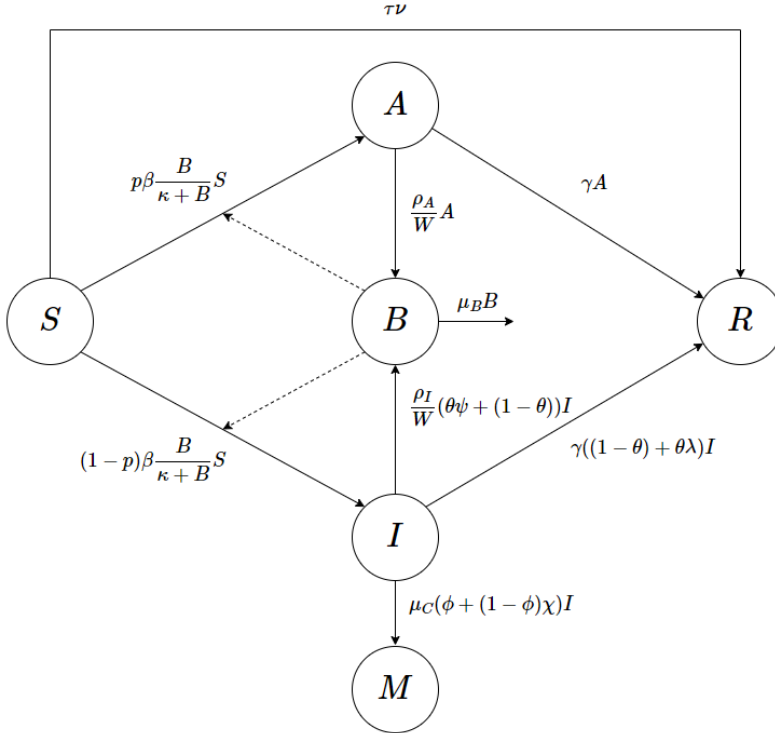 τν
A
pβ B/(κ + B) S
γA
ρ_A/W A
S
B
μ_B B
R
ρ_I/W (θψ + (1 − θ))I
(1 − p)β B/(κ + B) S
γ((1 − θ) + θλ)I
I
μ_C(ϕ + (1 − ϕ)χ)I
M